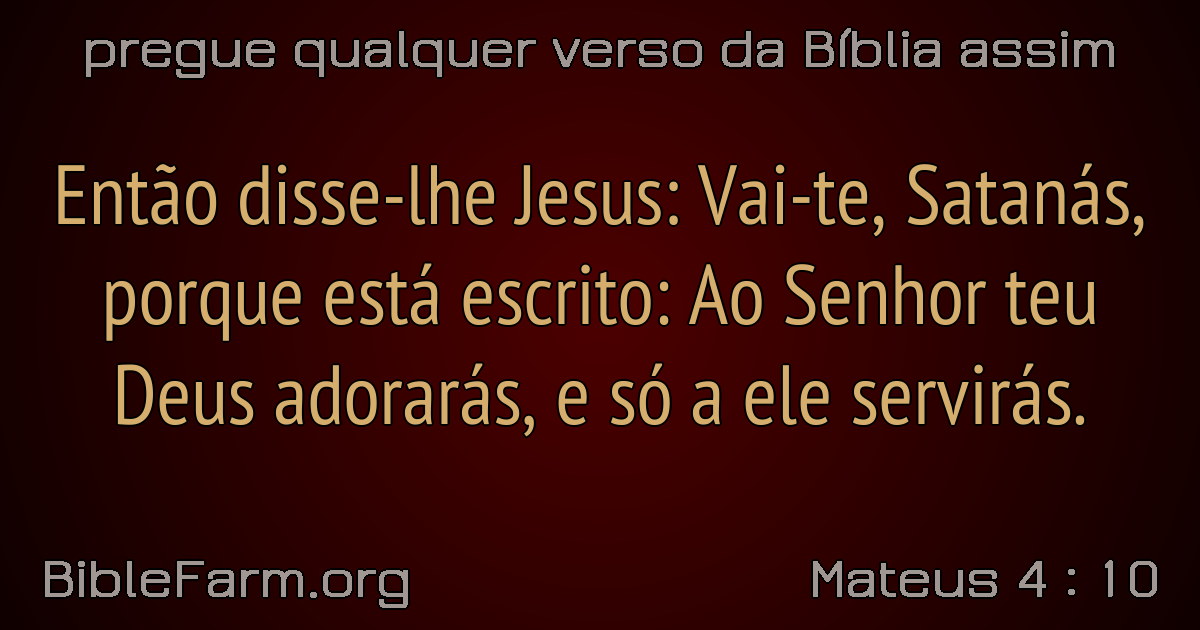 pregue qualquer verso da Bíblia assim
Então disse-lhe Jesus: Vai-te, Satanás,
porque está escrito: Ao Senhor teu
Deus adorarás, e só a ele servirás.
BibleFarm.org
Mateus 4 : 10